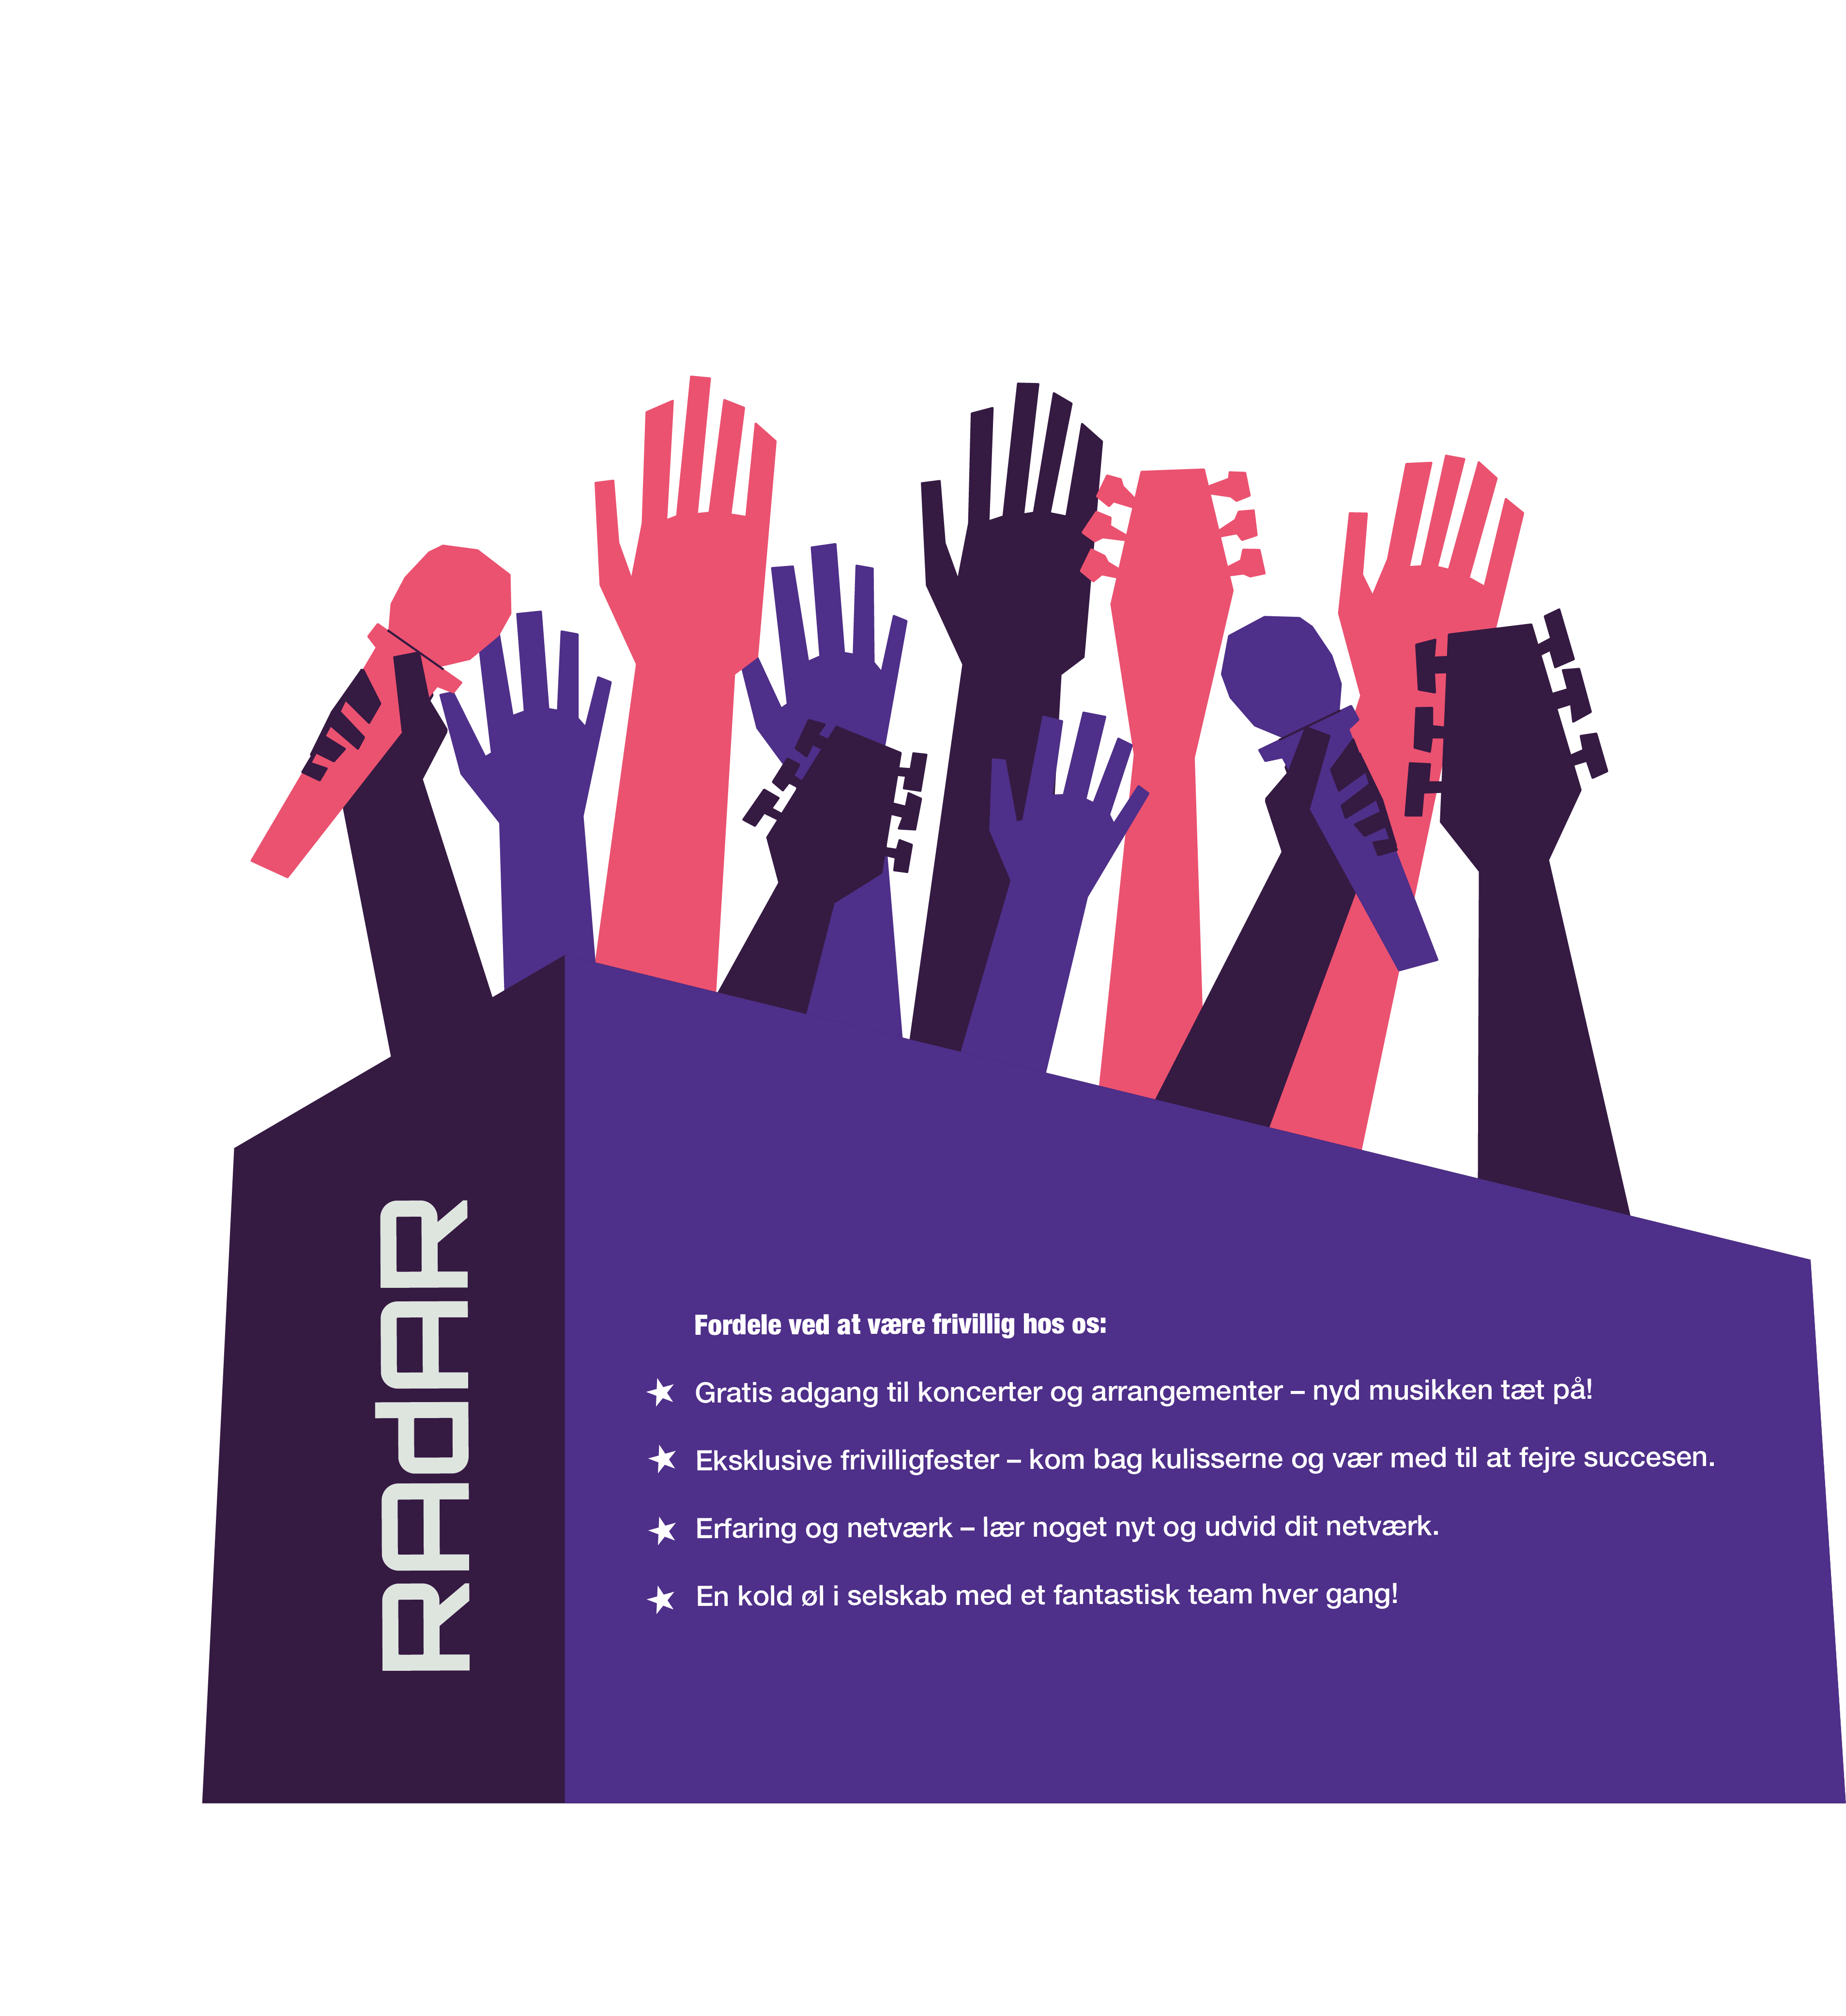 RAdAR
Fordele ved at være frivillig hos os:
Gratis adgang til koncerter og arrangementer – nyd musikken tæt på!
Eksklusive frivilligfester – kom bag kulisserne og vær med til at fejre succesen.
Erfaring og netværk – lær noget nyt og udvid dit netværk.
En kold øl i selskab med et fantastisk team hver gang!